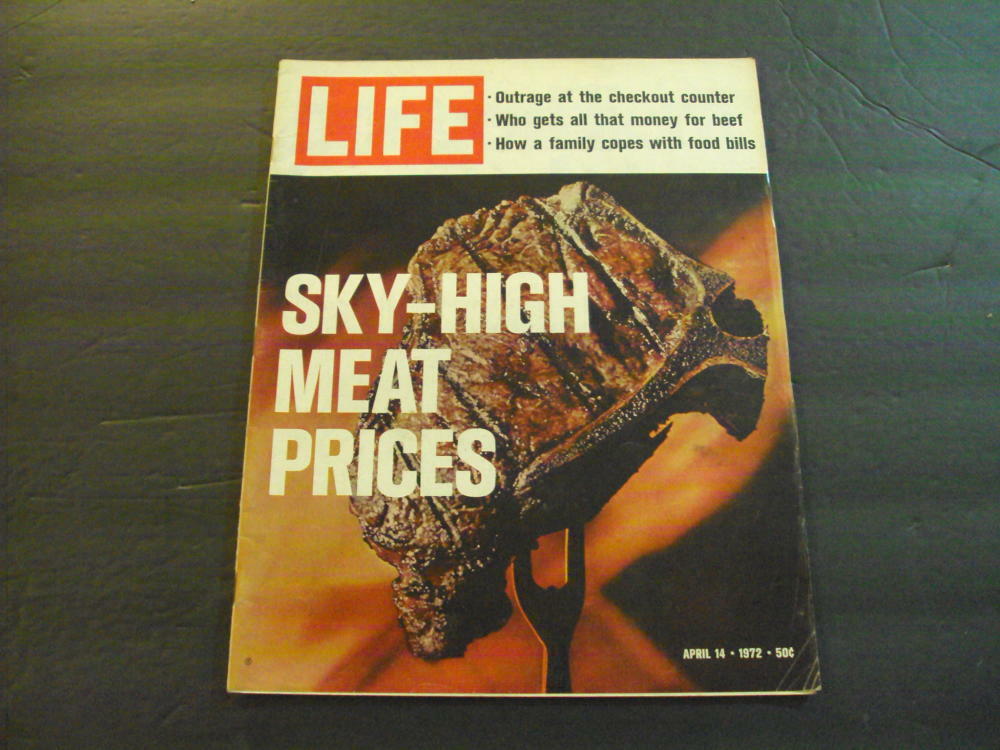 LIFE
· Outrage at the checkout counter
· Who gets all that money for beef
· How a family copes with food bills
SKY-HIGH
MEAT
PRICES
APRIL 14 · 1972 · 50¢
®